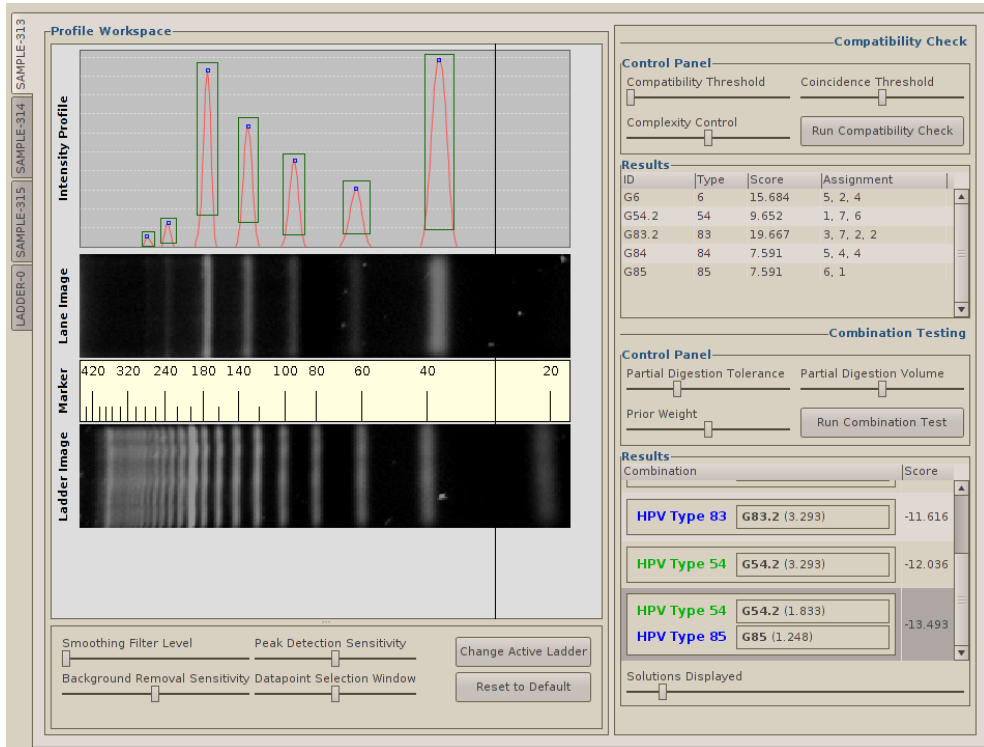 SAMPLE-313
SAMPLE-314
SAMPLE-315
LADDER-0
Profile Workspace
Intensity Profile
Lane Image
Marker
420 320 240 180 140 100 80 60 40 20
Ladder Image
Smoothing Filter Level
Peak Detection Sensitivity
Change Active Ladder
Background Removal Sensitivity
Datapoint Selection Window
Reset to Default
Compatibility Check
Control Panel
Compatibility Threshold
Coincidence Threshold
Complexity Control
Run Compatibility Check
Results
ID Type Score Assignment
G6 6 15.684 5, 2, 4
G54.2 54 9.652 1, 7, 6
G83.2 83 19.667 3, 7, 2, 2
G84 84 7.591 5, 4, 4
G85 85 7.591 6, 1
Combination Testing
Control Panel
Partial Digestion Tolerance
Partial Digestion Volume
Prior Weight
Run Combination Test
Results
Combination Score
HPV Type 83 G83.2 (3.293) -11.616
HPV Type 54 G54.2 (3.293) -12.036
HPV Type 54 G54.2 (1.833)
-13.493
HPV Type 85 G85 (1.248)
Solutions Displayed